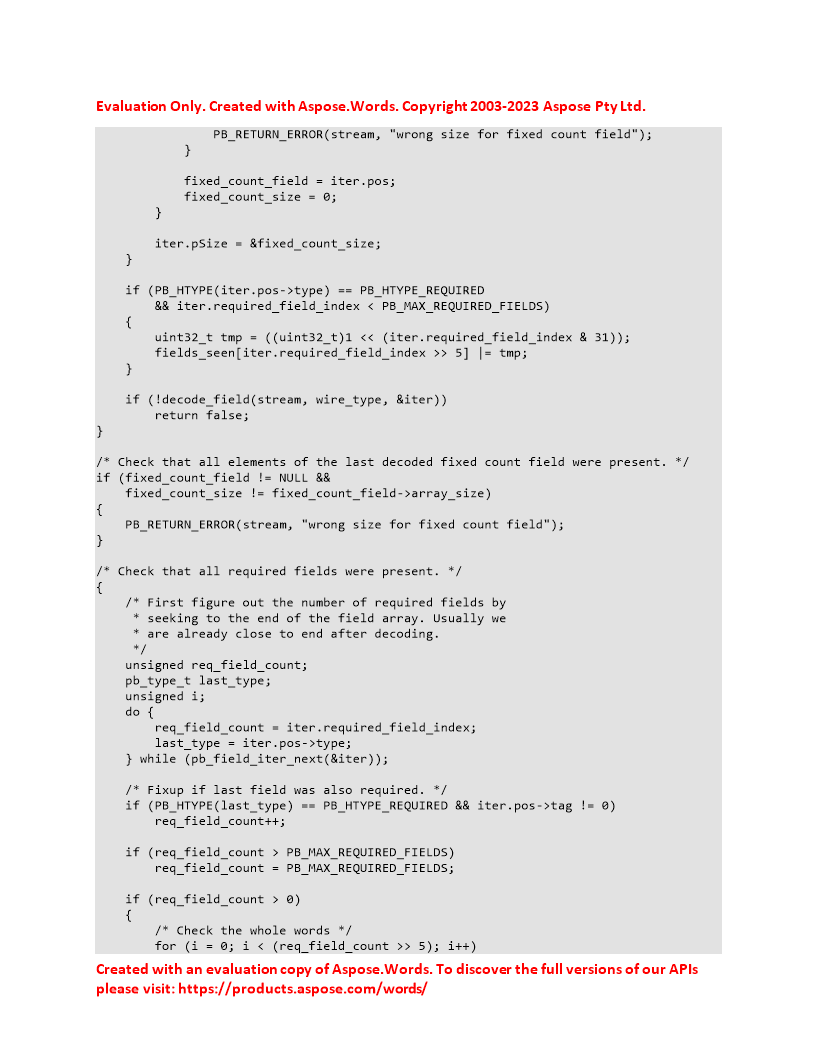 Evaluation Only. Created with Aspose.Words. Copyright 2003-2023 Aspose Pty Ltd.
                PB_RETURN_ERROR(stream, "wrong size for fixed count field");
            }

            fixed_count_field = iter.pos;
            fixed_count_size = 0;
        }

        iter.pSize = &fixed_count_size;
    }

    if (PB_HTYPE(iter.pos->type) == PB_HTYPE_REQUIRED
        && iter.required_field_index < PB_MAX_REQUIRED_FIELDS)
    {
        uint32_t tmp = ((uint32_t)1 << (iter.required_field_index & 31));
        fields_seen[iter.required_field_index >> 5] |= tmp;
    }

    if (!decode_field(stream, wire_type, &iter))
        return false;
}

/* Check that all elements of the last decoded fixed count field were present. */
if (fixed_count_field != NULL &&
    fixed_count_size != fixed_count_field->array_size)
{
    PB_RETURN_ERROR(stream, "wrong size for fixed count field");
}

/* Check that all required fields were present. */
{
    /* First figure out the number of required fields by
     * seeking to the end of the field array. Usually we
     * are already close to end after decoding.
     */
    unsigned req_field_count;
    pb_type_t last_type;
    unsigned i;
    do {
        req_field_count = iter.required_field_index;
        last_type = iter.pos->type;
    } while (pb_field_iter_next(&iter));

    /* Fixup if last field was also required. */
    if (PB_HTYPE(last_type) == PB_HTYPE_REQUIRED && iter.pos->tag != 0)
        req_field_count++;

    if (req_field_count > PB_MAX_REQUIRED_FIELDS)
        req_field_count = PB_MAX_REQUIRED_FIELDS;

    if (req_field_count > 0)
    {
        /* Check the whole words */
        for (i = 0; i < (req_field_count >> 5); i++)
Created with an evaluation copy of Aspose.Words. To discover the full versions of our APIs
please visit: https://products.aspose.com/words/